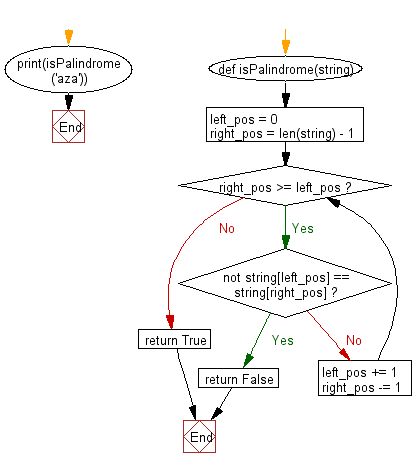 print(isPalindrome
('aza'))
End
def isPalindrome(string)
left_pos = 0
right_pos = len(string) - 1
right_pos >= left_pos ?
No
Yes
not string[left_pos] ==
string[right_pos] ?
Yes
No
return True
left_pos += 1
right_pos -= 1
return False
End